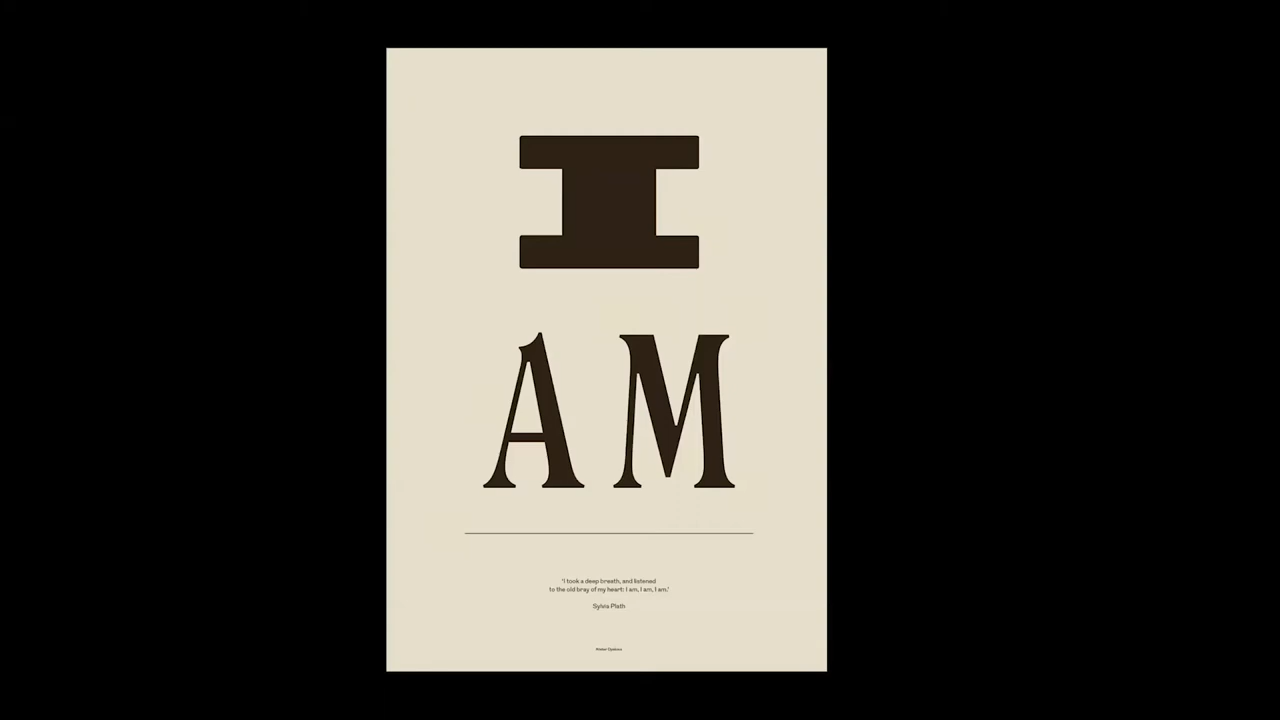 I
AM
'I took a deep breath, and listened
to the old bray of my heart: I am, I am, I am.'
Sylvia Plath